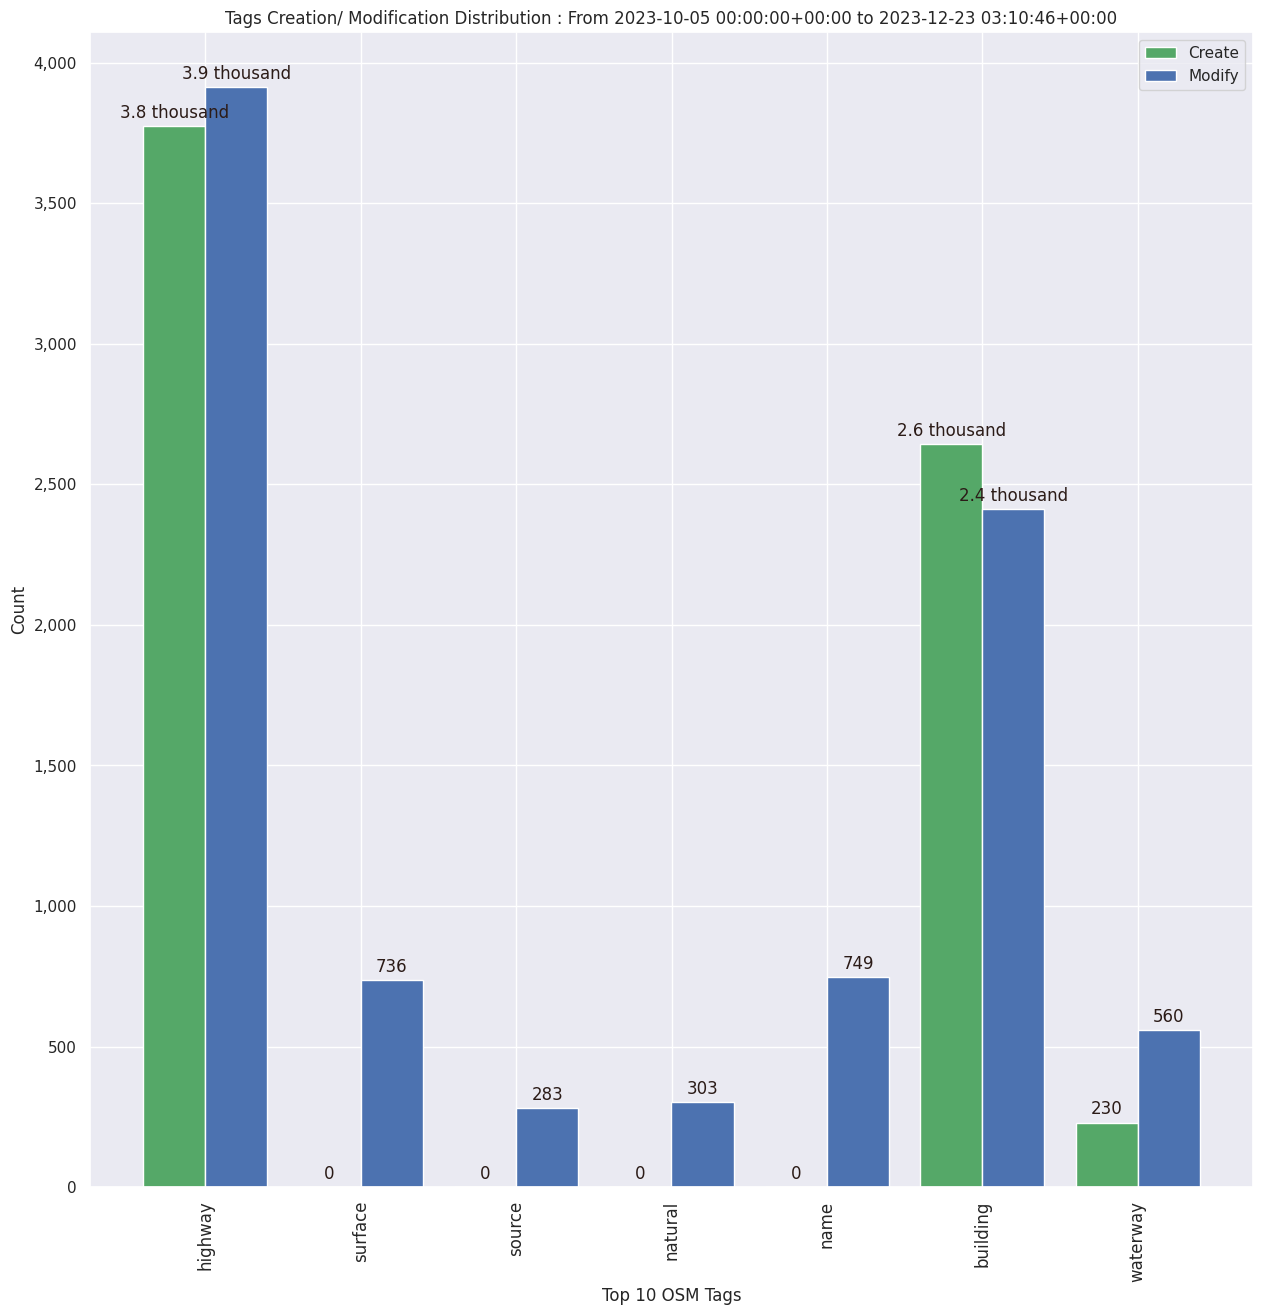 Tags Creation/ Modification Distribution : From 2023-10-05 00:00:00+00:00 to 2023-12-23 03:10:46+00:00
Create
Modify
4,000
3,500
3,000
2,500
2,000
1,500
1,000
500
0
Count
3.8 thousand
3.9 thousand
0
736
0
283
0
303
0
749
2.6 thousand
2.4 thousand
230
560
highway
surface
source
natural
name
building
waterway
Top 10 OSM Tags